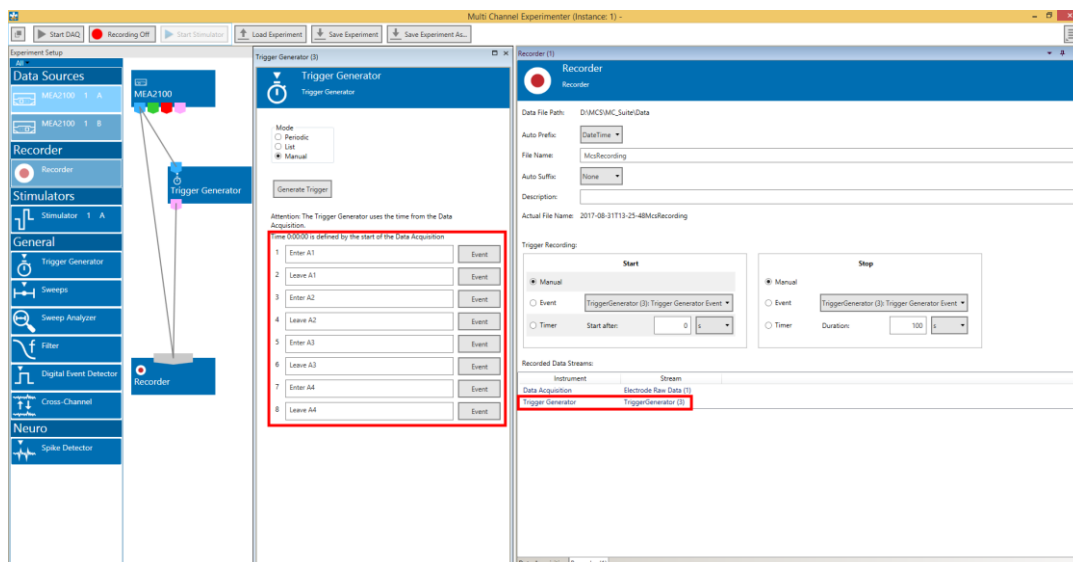 Multi Channel Experimenter (Instance: 1) -
Start DAQ Recording Off Start Stimulator Load Experiment Save Experiment Save Experiment As...
Experiment Setup
All
Data Sources
MEA2100 1 A
MEA2100 1 B
Recorder
Recorder
Stimulators
Stimulator 1 A
General
Trigger Generator
Sweeps
Sweep Analyzer
Filter
Digital Event Detector
Cross-Channel
Neuro
Spike Detector
MEA2100
Trigger Generator
Recorder
Trigger Generator (3)
Trigger Generator
Trigger Generator
Mode
Periodic
List
Manual
Generate Trigger
Attention: The Trigger Generator uses the time from the Data
Acquisition.
Time 0:00:00 is defined by the start of the Data Acquisition
1 Enter A1 Event
2 Leave A1 Event
3 Enter A2 Event
4 Leave A2 Event
5 Enter A3 Event
6 Leave A3 Event
7 Enter A4 Event
8 Leave A4 Event
Recorder (1)
Recorder
Recorder
Data File Path: D:\MCS\MC_Suite\Data
Auto Prefix: DateTime
File Name: McsRecording
Auto Suffix: None
Description:
Actual File Name: 2017-08-31T13-25-48McsRecording
Trigger Recording:
Start Stop
Manual Manual
Event TriggerGenerator (3): Trigger Generator Event Event TriggerGenerator (3): Trigger Generator Event
Timer Start after: 0 s Timer Duration: 100 s
Recorded Data Streams:
Instrument Stream
Data Acquisition Electrode Raw Data (1)
Trigger Generator TriggerGenerator (3)